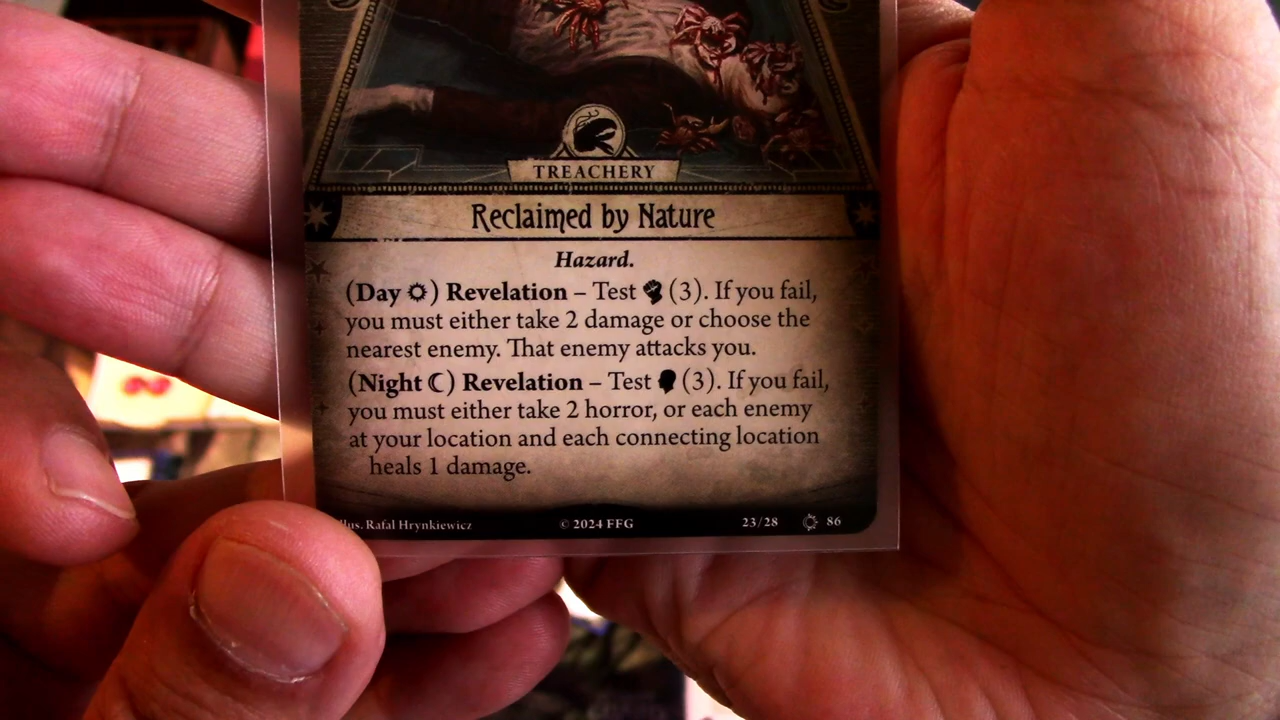 TREACHERY
Reclaimed by Nature
Hazard.
(Day) Revelation – Test (3). If you fail,
you must either take 2 damage or choose the
nearest enemy. That enemy attacks you.
(Night) Revelation – Test (3). If you fail,
you must either take 2 horror, or each enemy
at your location and each connecting location
heals 1 damage.
Illus. Rafal Hrynkiewicz © 2024 FFG 23/28 86